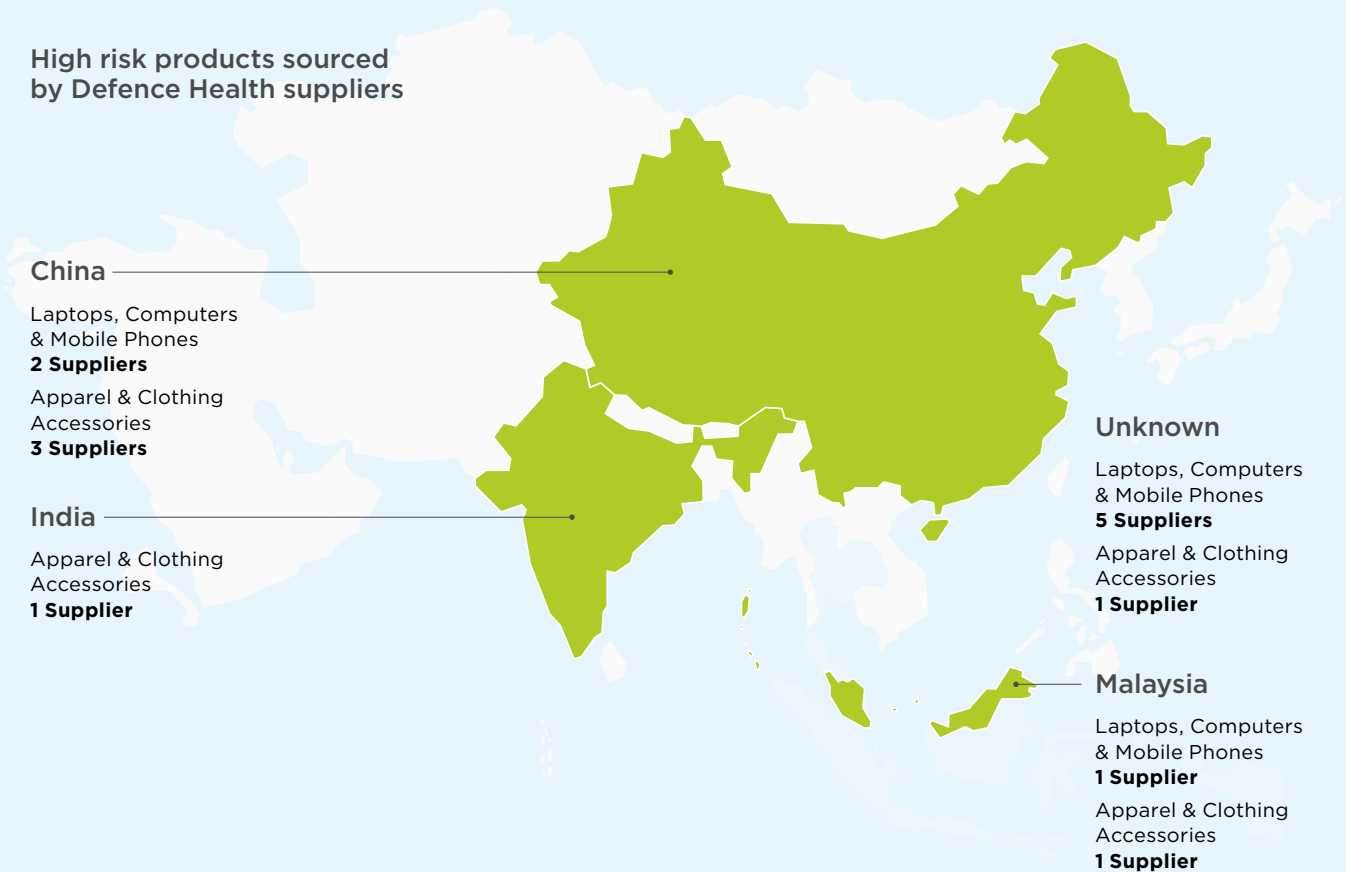 High risk products sourced
by Defence Health suppliers
China
Laptops, Computers
& Mobile Phones
2 Suppliers
Apparel & Clothing
Accessories
3 Suppliers
India
Apparel & Clothing
Accessories
1 Supplier
Unknown
Laptops, Computers
& Mobile Phones
5 Suppliers
Apparel & Clothing
Accessories
1 Supplier
Malaysia
Laptops, Computers
& Mobile Phones
1 Supplier
Apparel & Clothing
Accessories
1 Supplier